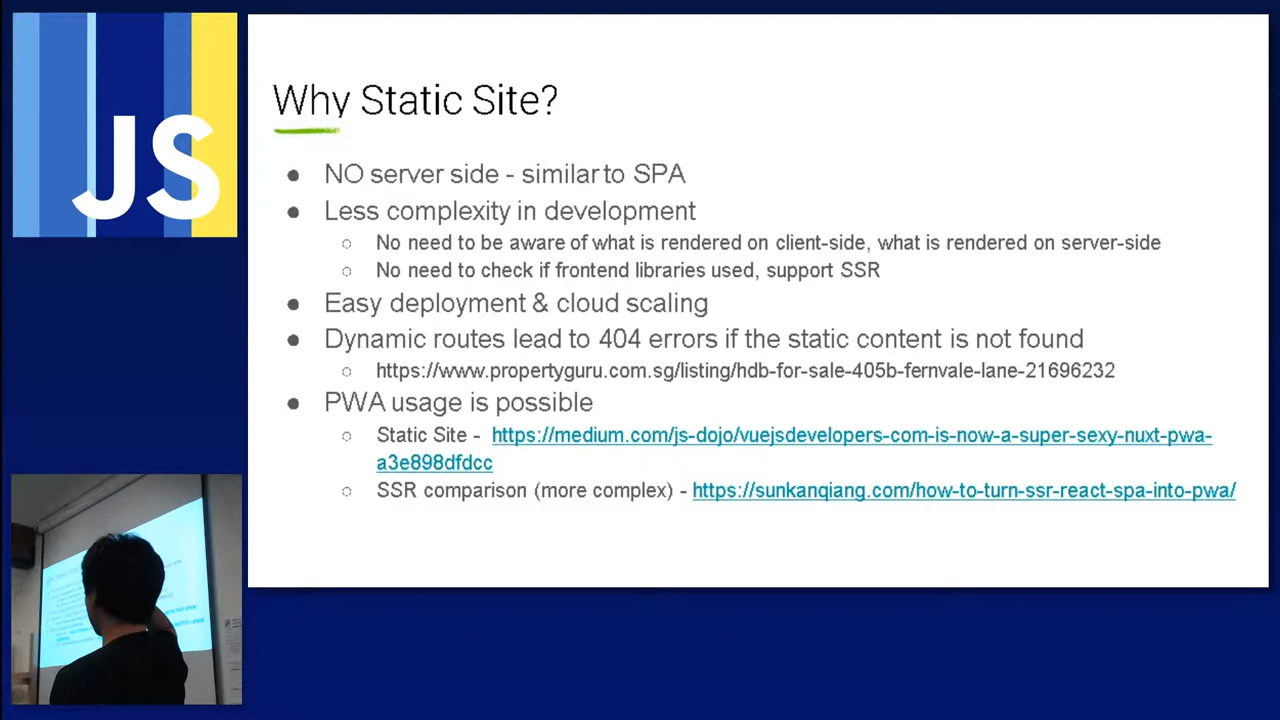 JS
Why Static Site?
● NO server side - similar to SPA
● Less complexity in development
○ No need to be aware of what is rendered on client-side, what is rendered on server-side
○ No need to check if frontend libraries used, support SSR
● Easy deployment & cloud scaling
● Dynamic routes lead to 404 errors if the static content is not found
○ https://www.propertyguru.com.sg/listing/hdb-for-sale-405b-fernvale-lane-21696232
● PWA usage is possible
○ Static Site - https://medium.com/js-dojo/vuejsdevelopers-com-is-now-a-super-sexy-nuxt-pwa-
a3e898dfdcc
○ SSR comparison (more complex) - https://sunkanqiang.com/how-to-turn-ssr-react-spa-into-pwa/